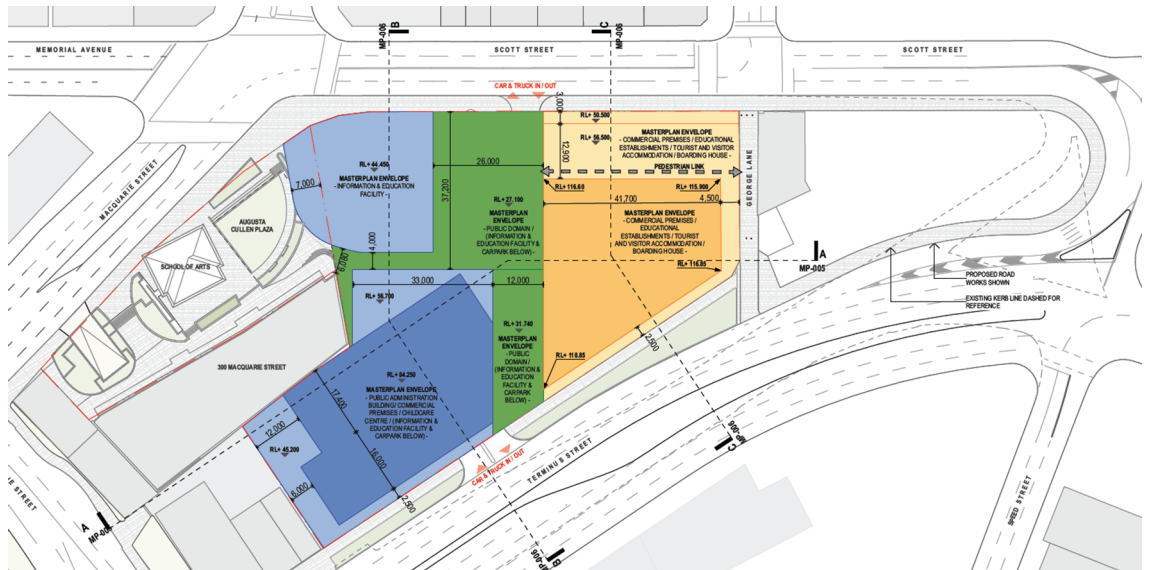 MP-006
B
C
MP-006
MEMORIAL AVENUE
SCOTT STREET
SCOTT STREET
CAR & TRUCK IN / OUT
3,000
RL+ 50.500
RL+ 56.500
MASTERPLAN ENVELOPE
- COMMERCIAL PREMISES / EDUCATIONAL
ESTABLISHMENTS / TOURIST AND VISITOR
ACCOMMODATION / BOARDING HOUSE -
12,900
PEDESTRIAN LINK
GEORGE LANE
MACQUARIE STREET
RL+ 44.450
MASTERPLAN ENVELOPE
- INFORMATION & EDUCATION
FACILITY -
7,000
26,000
37,200
RL+ 116.60
RL+ 115.900
41,700
4,500
RL+ 27.100
MASTERPLAN
ENVELOPE
- PUBLIC DOMAIN /
(INFORMATION &
EDUCATION FACILITY &
CARPARK BELOW) -
MASTERPLAN ENVELOPE
- COMMERCIAL PREMISES /
EDUCATIONAL
ESTABLISHMENTS / TOURIST
AND VISITOR ACCOMMODATION /
BOARDING HOUSE -
RL+ 116.85
AUGUSTA
CULLEN PLAZA
SCHOOL OF ARTS
4,000
6,080
A
MP-005
PROPOSED ROAD
WORKS SHOWN
EXISTING KERB LINE DASHED FOR
REFERENCE
33,000
12,000
RL+ 58.700
RL+ 31.740
MASTERPLAN
ENVELOPE
- PUBLIC
DOMAIN /
(INFORMATION &
EDUCATION
FACILITY &
CARPARK
BELOW) -
2,500
RL+ 118.85
300 MACQUARIE STREET
RL+ 84.250
MASTERPLAN ENVELOPE
- PUBLIC ADMINISTRATION
BUILDING/ COMMERCIAL
PREMISES / CHILDCARE
CENTRE / (INFORMATION &
EDUCATION FACILITY &
CARPARK BELOW) -
17,400
12,000
RL+ 45.200
16,000
6,000
2,500
CAR & TRUCK IN / OUT
TERMINUS STREET
MP-006
C
SPEED STREET
A
STREET
B